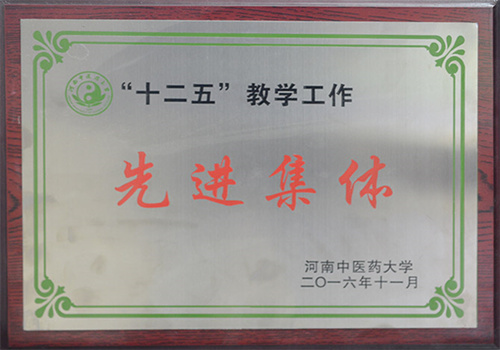 “十二五”教学工作
先进集体
河南中医药大学
二〇一六年十一月